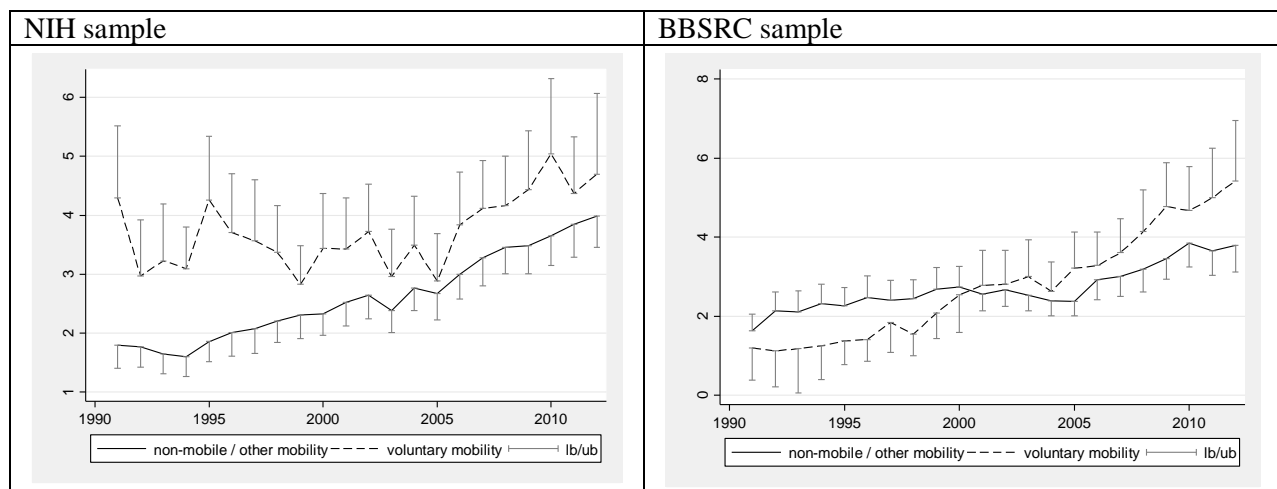 NIH sample
BBSRC sample
6
5
4
3
2
1
1990 1995 2000 2005 2010
non-mobile / other mobility voluntary mobility lb/ub
8
6
4
2
0
1990 1995 2000 2005 2010
non-mobile / other mobility voluntary mobility lb/ub